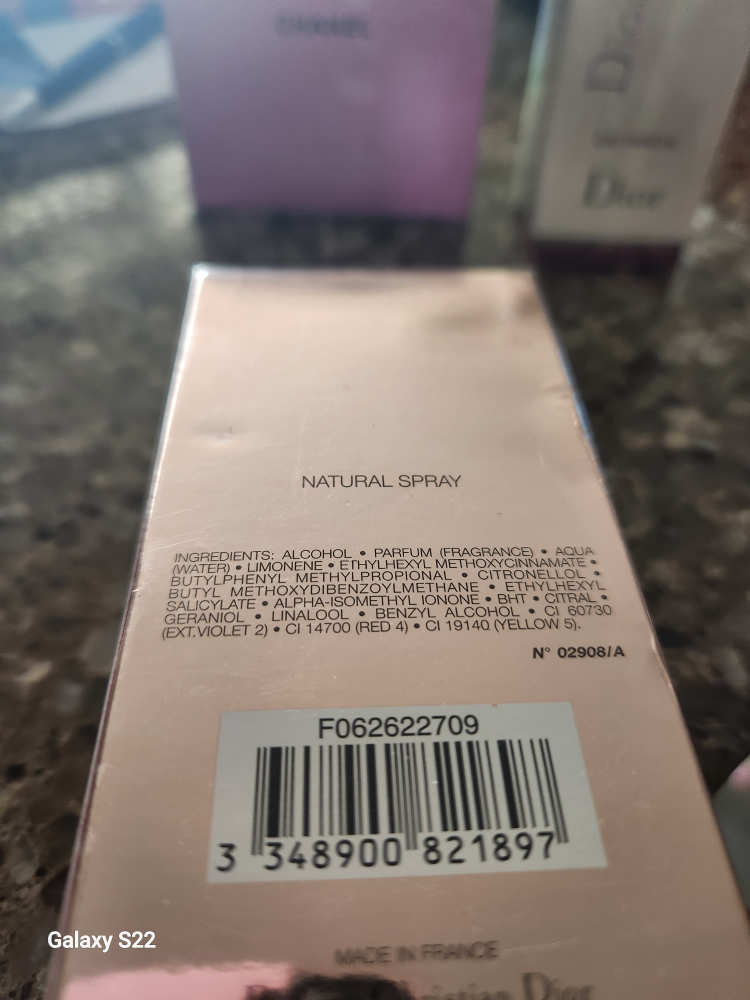 CHANEL
Dior
Dior
NATURAL SPRAY
INGREDIENTS: ALCOHOL • PARFUM (FRAGRANCE) • AQUA
(WATER) • LIMONENE • ETHYLHEXYL METHOXYCINNAMATE •
BUTYLPHENYL METHYLPROPIONAL • CITRONELLOL •
BUTYL METHOXYDIBENZOYLMETHANE • ETHYLHEXYL
SALICYLATE • ALPHA-ISOMETHYL IONONE • BHT • CITRAL •
GERANIOL • LINALOOL • BENZYL ALCOHOL • CI 60730
(EXT.VIOLET 2) • CI 14700 (RED 4) • CI 19140 (YELLOW 5).
N° 02908/A
F062622709
3 348900 821897
MADE IN FRANCE
Christian Dior
Galaxy S22